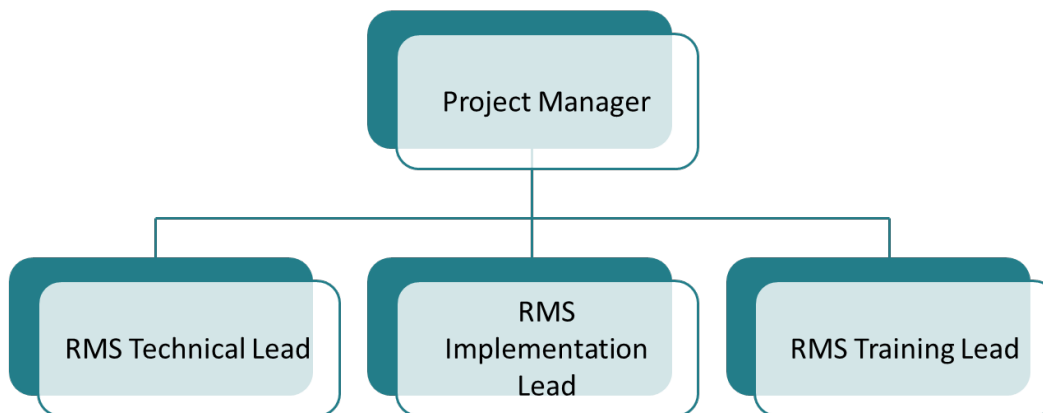 Project Manager
RMS Technical Lead
RMS
Implementation
Lead
RMS Training Lead